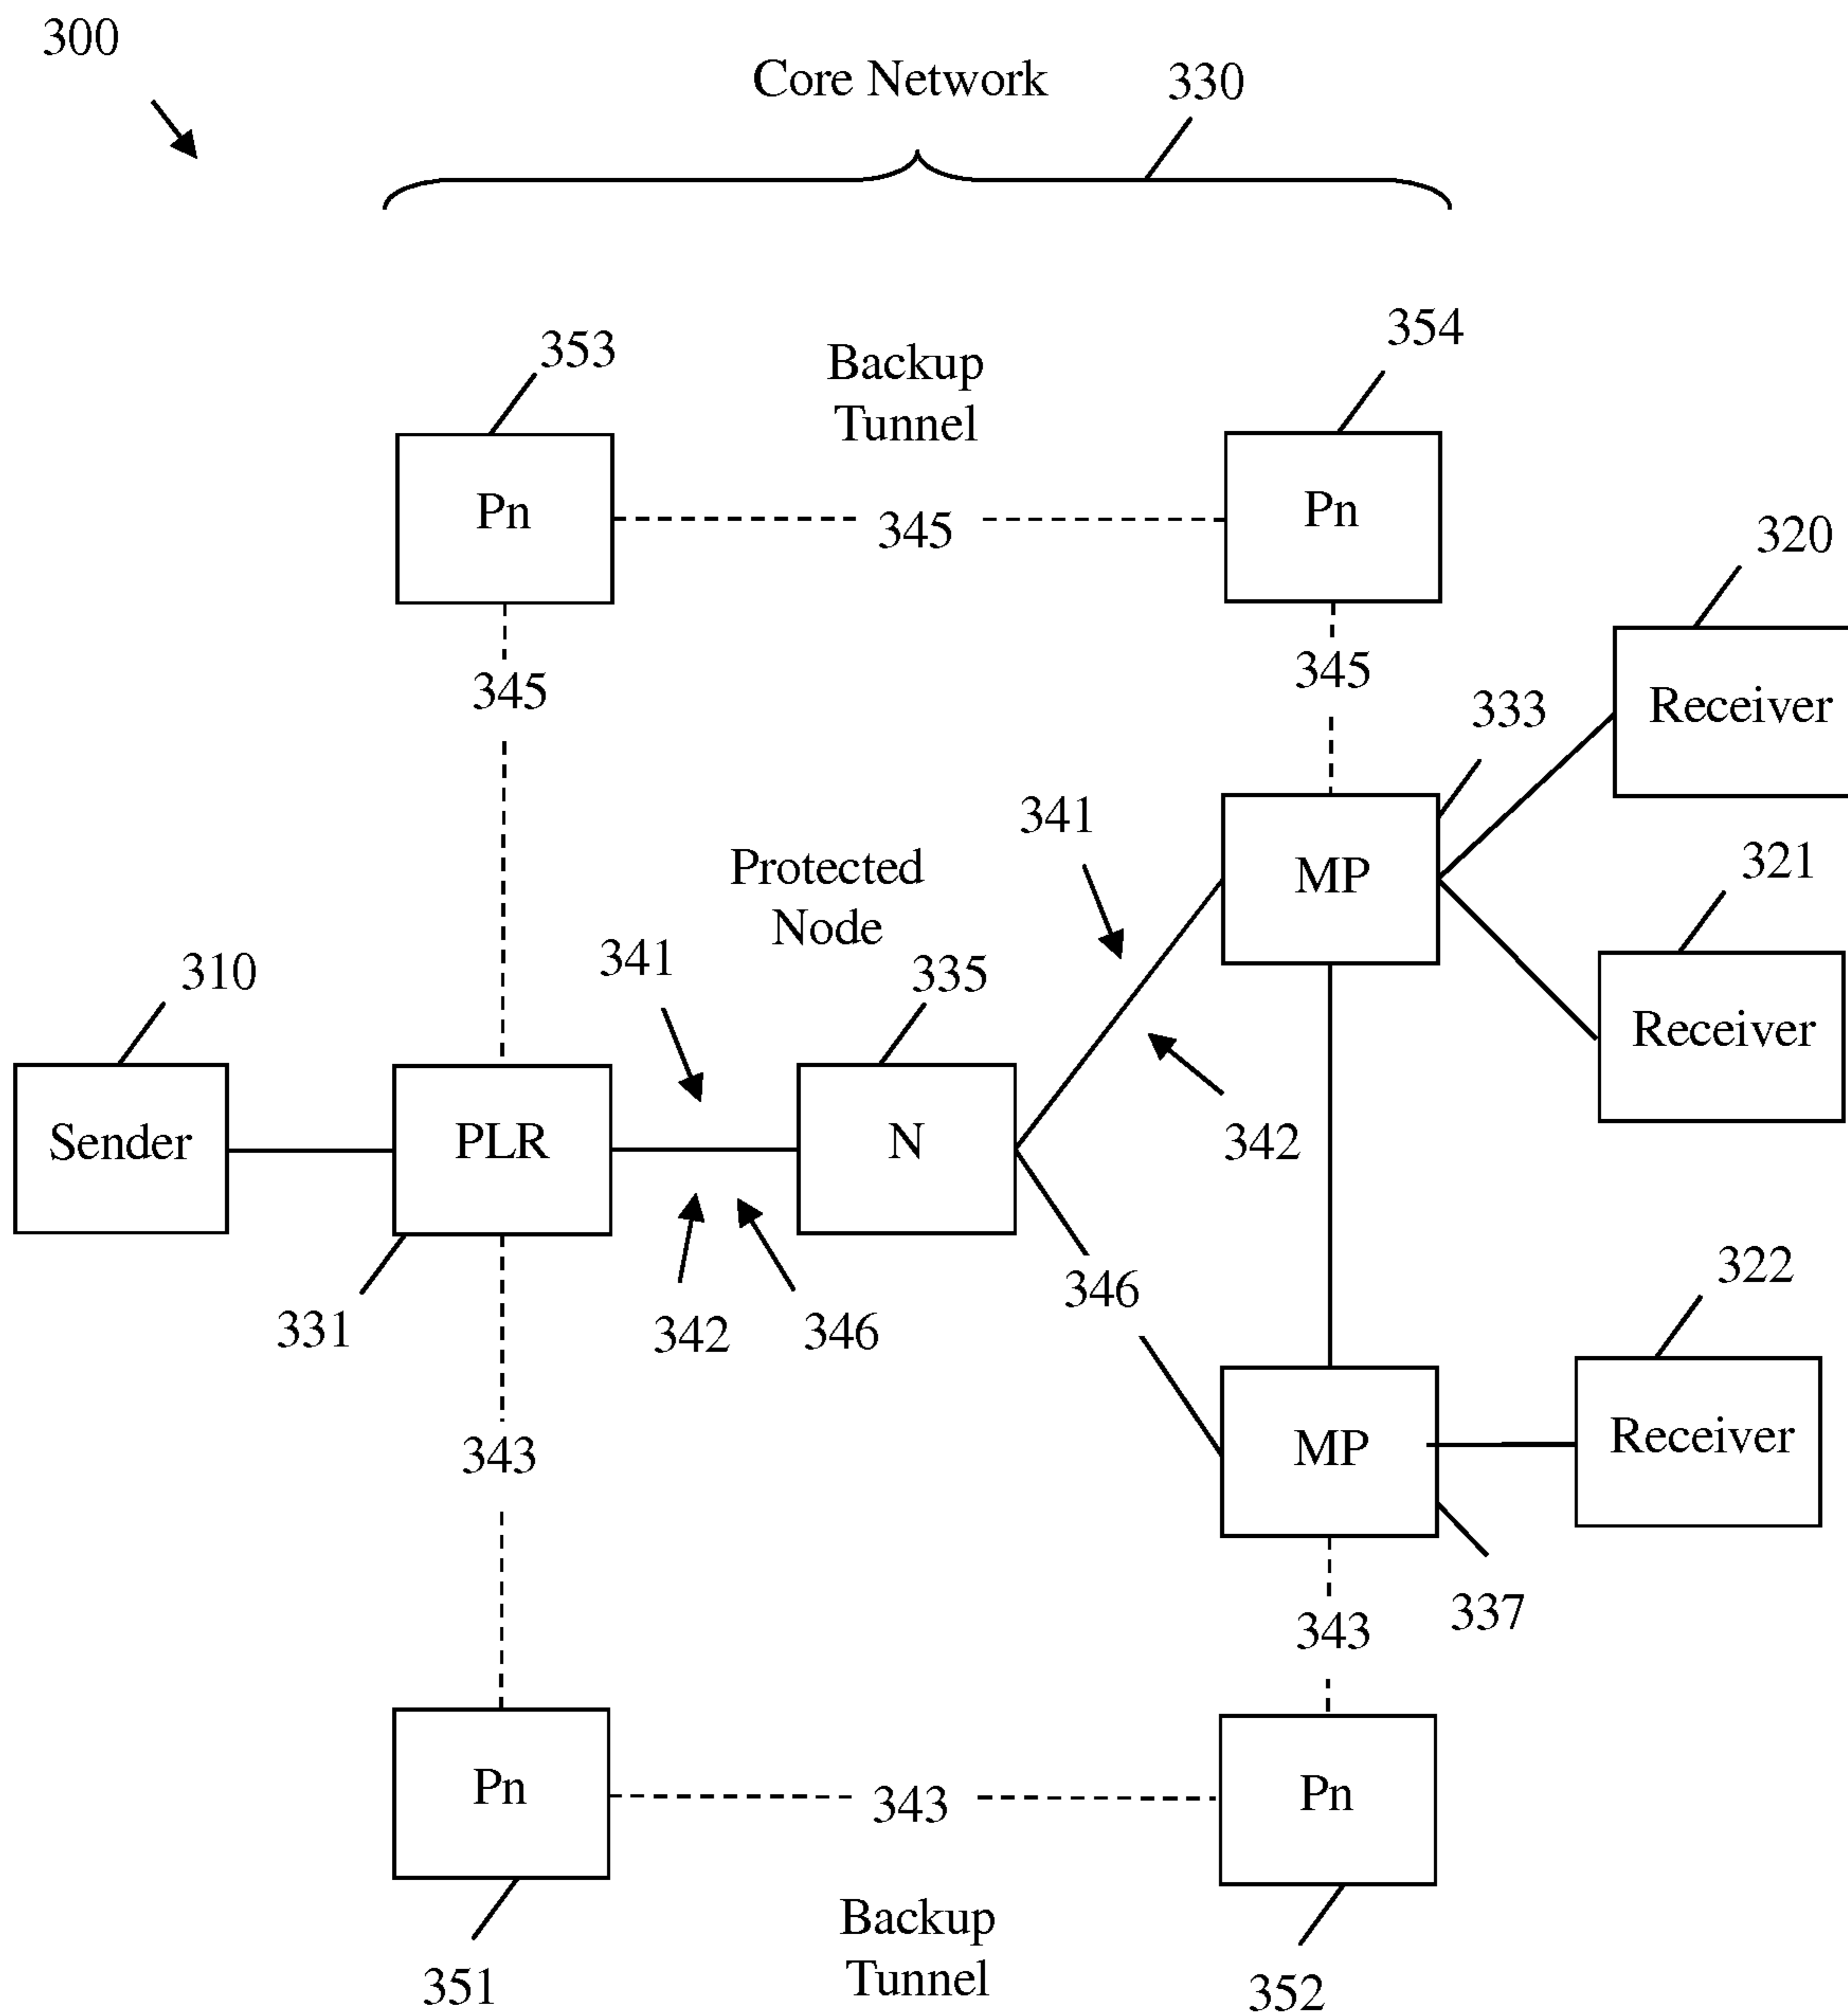 300
Core Network
330
353
Backup
Tunnel
354
Pn
345
Pn
320
345
345
333
Receiver
341
MP
321
Protected
Node
341
310
335
Receiver
Sender
PLR
N
342
322
331
342
346
346
343
MP
Receiver
343
337
Pn
343
Pn
Backup
Tunnel
351
352